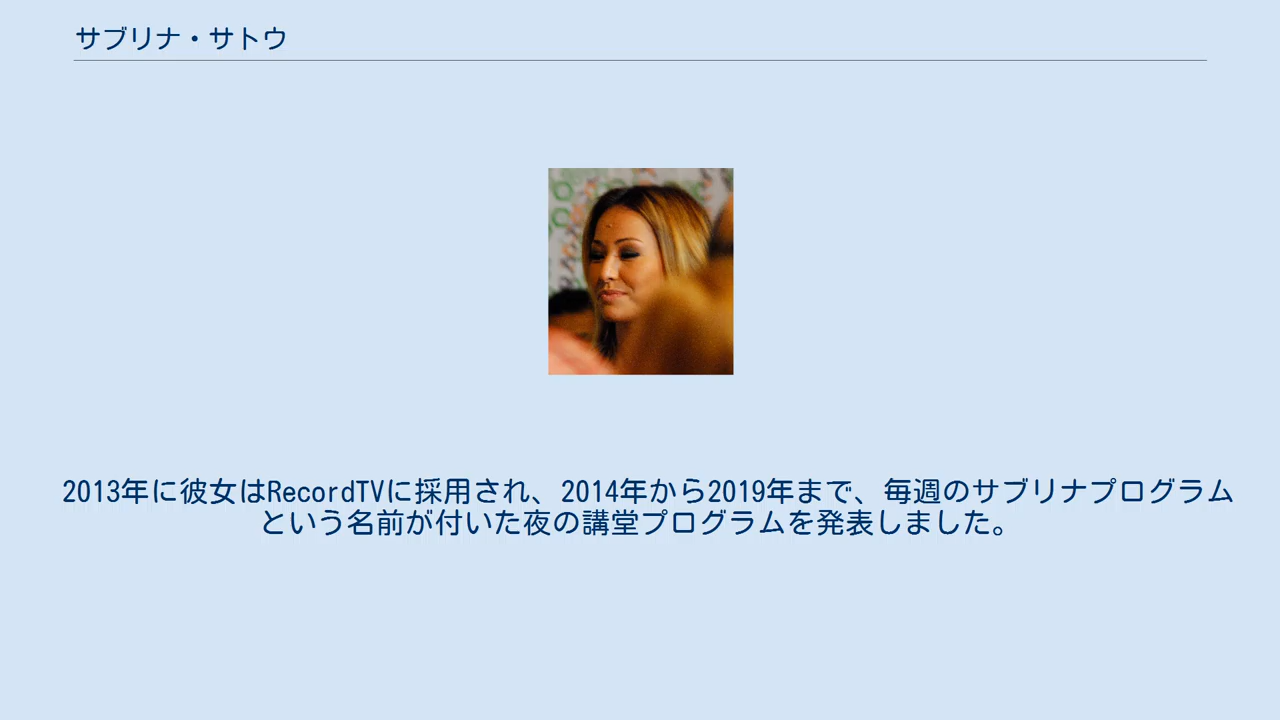 サブリナ・サトウ
2013年に彼女はRecordTVに採用され、2014年から2019年まで、毎週のサブリナプログラム
という名前が付いた夜の講堂プログラムを発表しました。